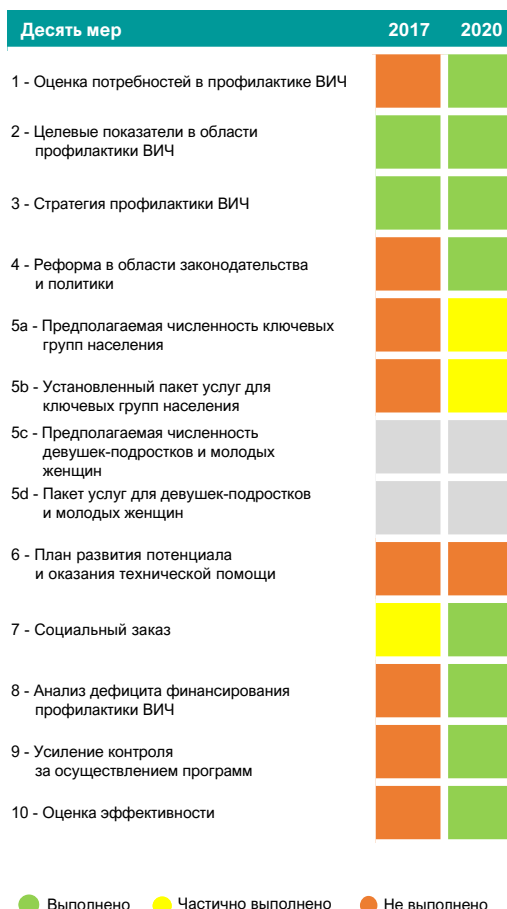 Десять мер 2017 2020
1 - Оценка потребностей в профилактике ВИЧ
2 - Целевые показатели в области
профилактики ВИЧ
3 - Стратегия профилактики ВИЧ
4 - Реформа в области законодательства
и политики
5a - Предполагаемая численность ключевых
групп населения
5b - Установленный пакет услуг для
ключевых групп населения
5c - Предполагаемая численность
девушек-подростков и молодых
женщин
5d - Пакет услуг для девушек-подростков
и молодых женщин
6 - План развития потенциала
и оказания технической помощи
7 - Социальный заказ
8 - Анализ дефицита финансирования
профилактики ВИЧ
9 - Усиление контроля
за осуществлением программ
10 - Оценка эффективности
Выполнено Частично выполнено Не выполнено